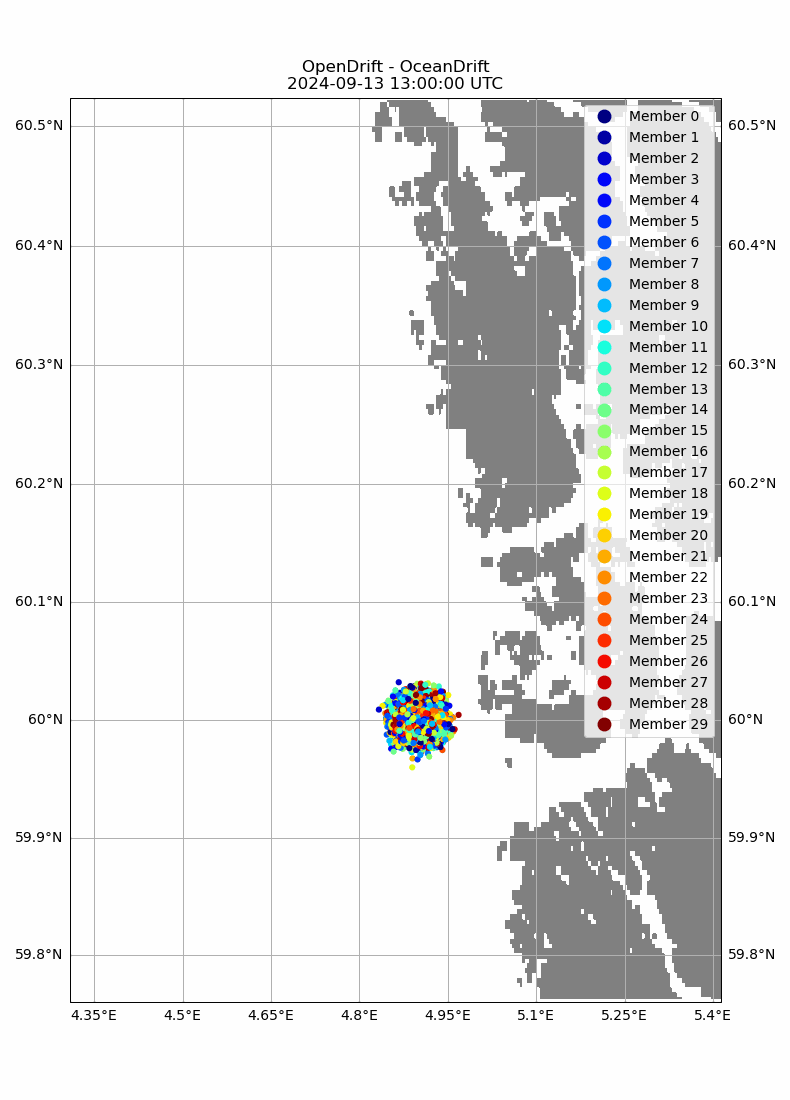 OpenDrift - OceanDrift
2024-09-13 13:00:00 UTC
60.5°N
60.4°N
60.3°N
60.2°N
60.1°N
60°N
59.9°N
59.8°N
60.5°N
60.4°N
60.3°N
60.2°N
60.1°N
60°N
59.9°N
59.8°N
Member 0
Member 1
Member 2
Member 3
Member 4
Member 5
Member 6
Member 7
Member 8
Member 9
Member 10
Member 11
Member 12
Member 13
Member 14
Member 15
Member 16
Member 17
Member 18
Member 19
Member 20
Member 21
Member 22
Member 23
Member 24
Member 25
Member 26
Member 27
Member 28
Member 29
4.35°E 4.5°E 4.65°E 4.8°E 4.95°E 5.1°E 5.25°E 5.4°E